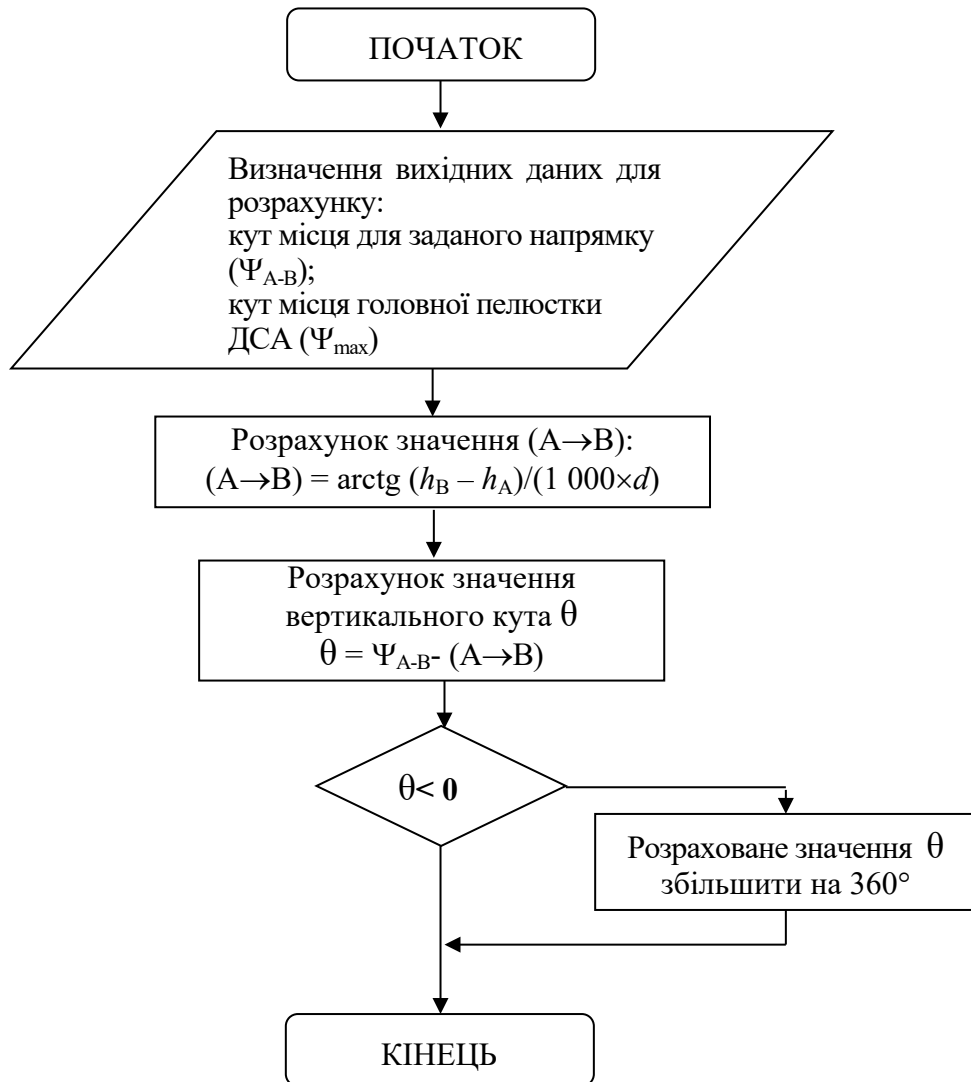 ПОЧАТОК
Визначення вихідних даних для
розрахунку:
кут місця для заданого напрямку
(ΨA-B);
кут місця головної пелюстки
ДСА (Ψmax)
Розрахунок значення (A→B):
(A→B) = arctg (hB – hA)/(1 000×d)
Розрахунок значення
вертикального кута θ
θ = ΨA-B- (A→B)
θ< 0
Розраховане значення θ
збільшити на 360°
КІНЕЦЬ